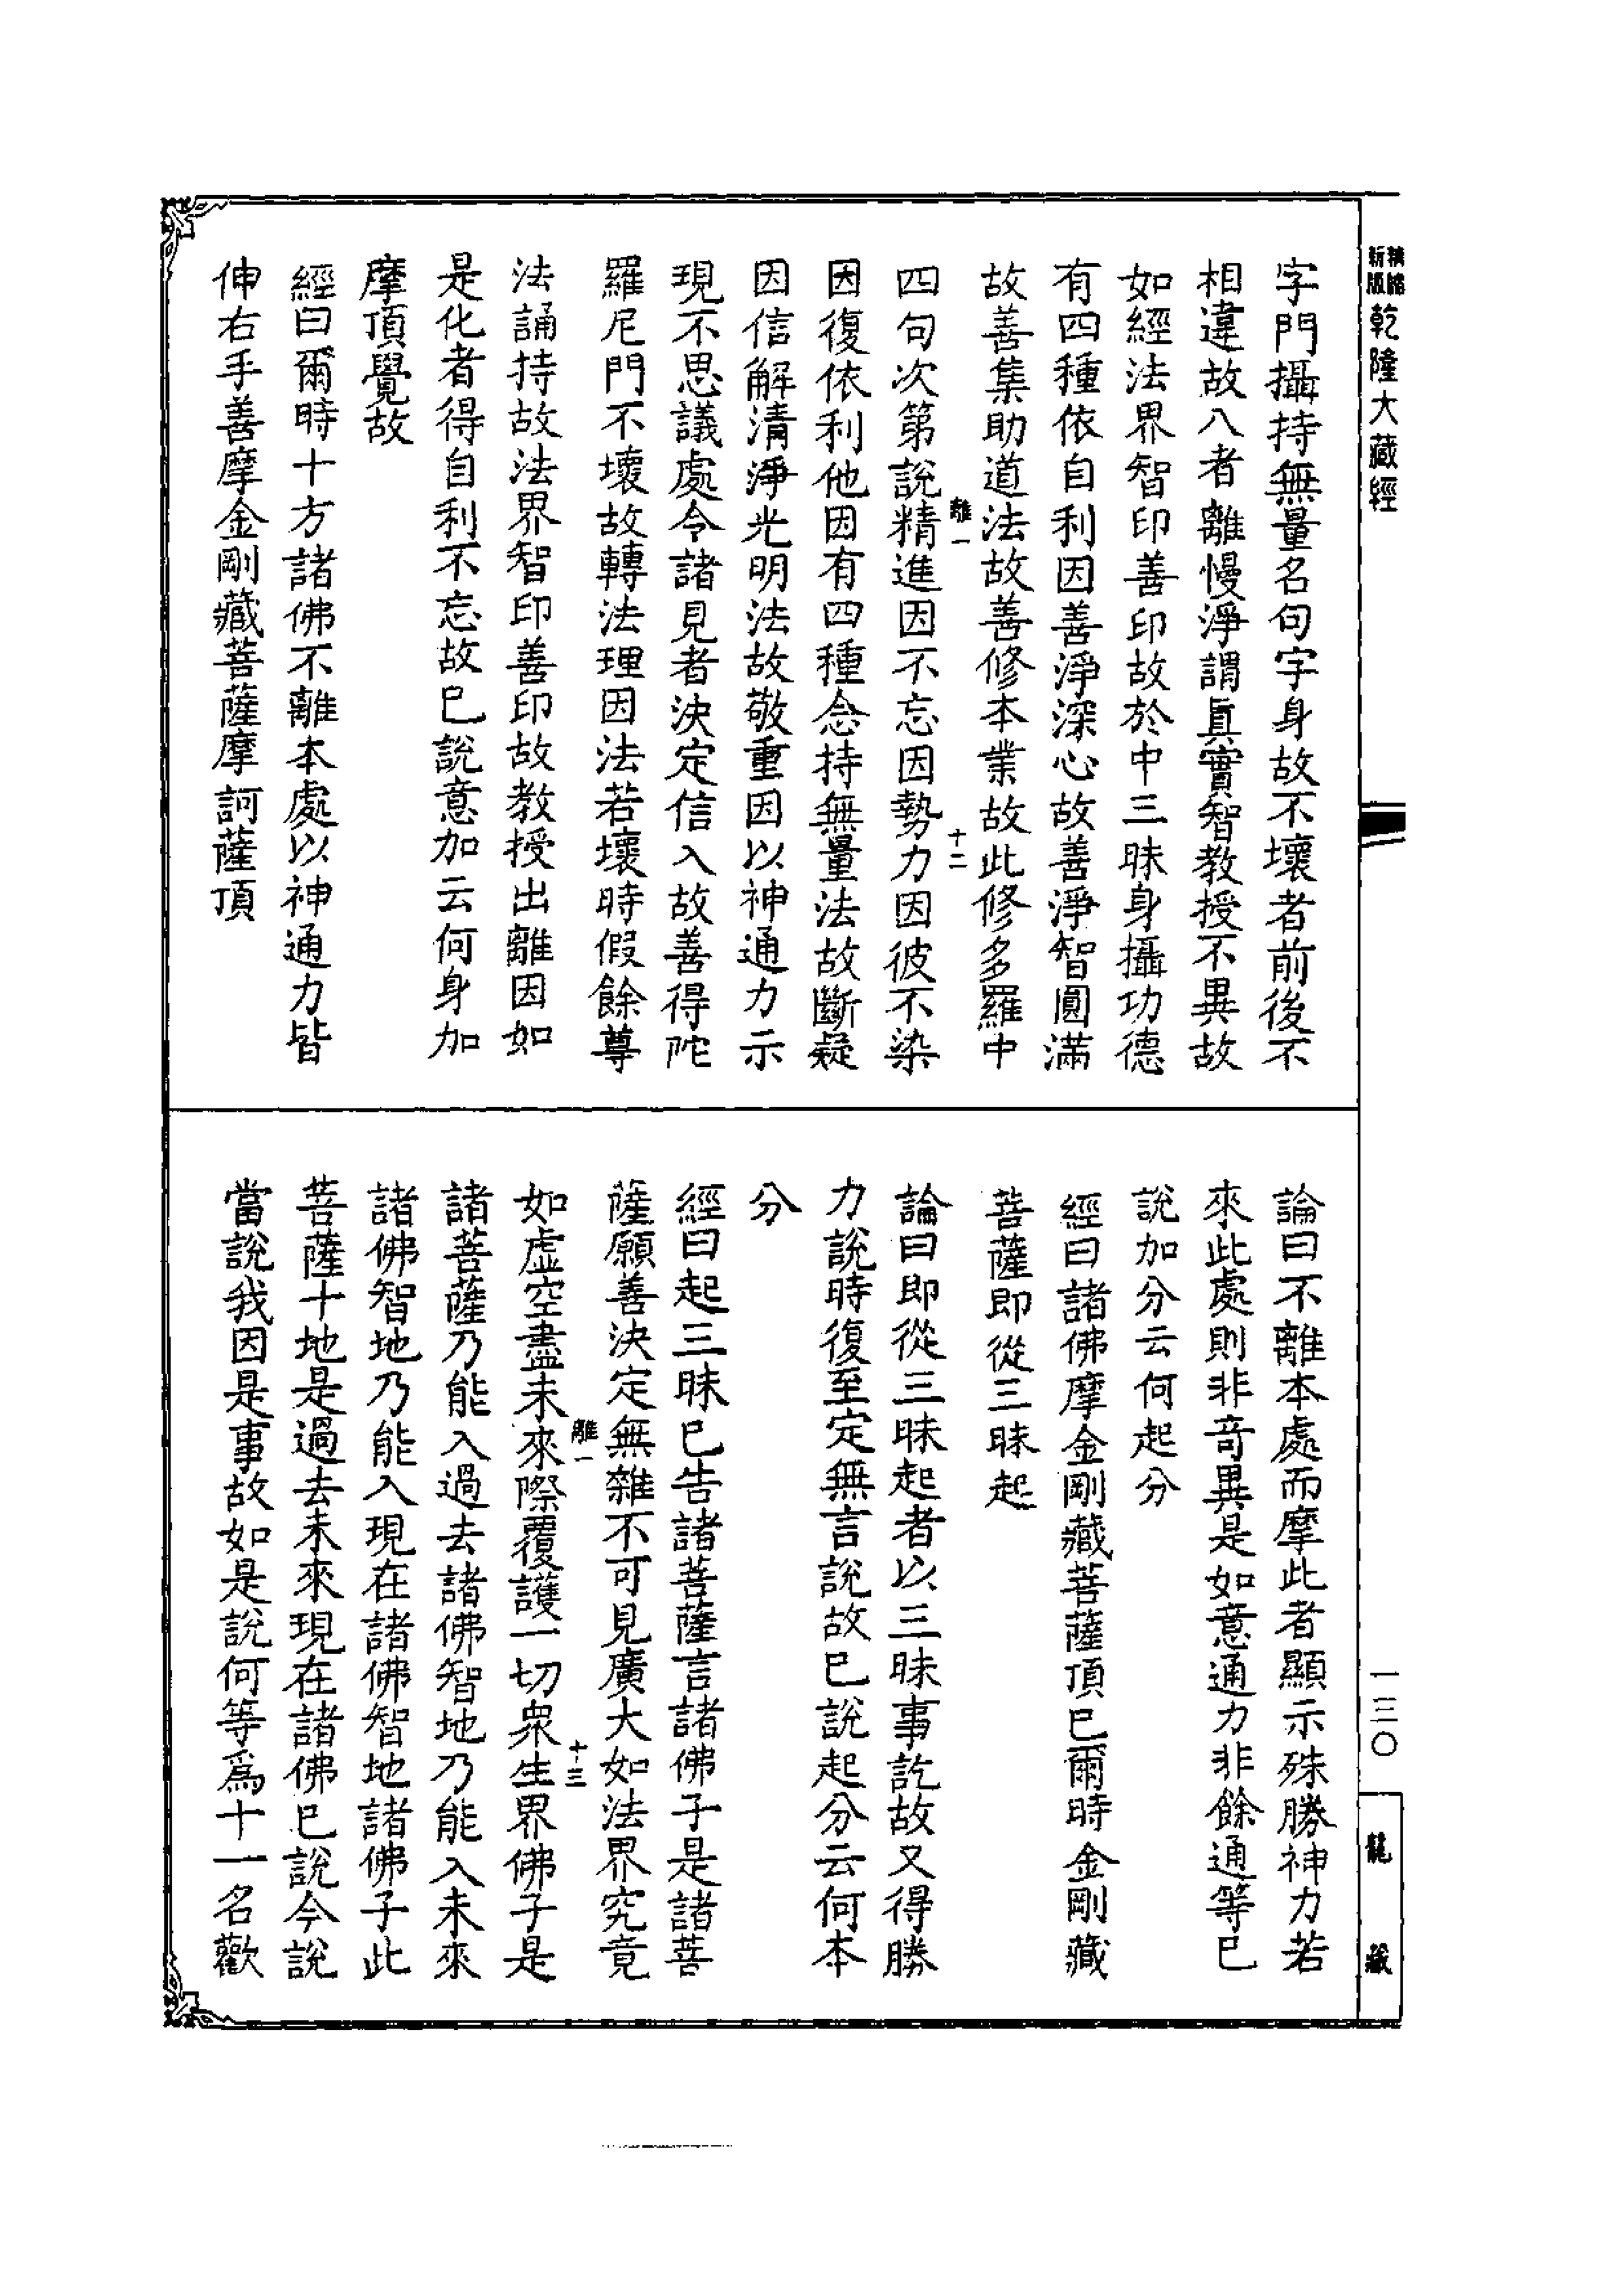 新版精縮
乾隆大藏經
一三〇
龍藏
字門攝持無量名句字身故不壞者前後不
相違故八者離慢淨謂眞實智教授不異故
如經法界智印善印故於中三昧身攝功德
有四種依自利因善淨深心故善淨智圓滿
故善集助道法故善修本業故此修多羅中
離一
十二
四句次第說精進因不忘因勢力因彼不染
因復依利他因有四種念持無量法故斷疑
因信解清淨光明法故敬重因以神通力示
現不思議處令諸見者決定信入故善得陀
羅尼門不壞故轉法理因法若壞時假餘尊
法誦持故法界智印善印故教授出離因如
是化者得自利不忘故已說意加云何身加
摩頂覺故
經曰爾時十方諸佛不離本處以神通力皆
伸右手善摩金剛藏菩薩摩訶薩頂
論曰不離本處而摩此者顯示殊勝神力若
來此處則非奇異是如意通力非餘通等已
說加分云何起分
經曰諸佛摩金剛藏菩薩頂已爾時金剛藏
菩薩即從三昧起
論曰即從三昧起者以三昧事訖故又得勝
力說時復至定無言說故已說起分云何本
分
經曰起三昧已告諸菩薩言諸佛子是諸菩
薩願善決定無雜不可見廣大如法界究竟
離一
十三
如虛空盡未來際覆護一切衆生界佛子是
諸菩薩乃能入過去諸佛智地乃能入未來
諸佛智地乃能入現在諸佛智地諸佛子此
菩薩十地是過去未來現在諸佛已說今說
當說我因是事故如是說何等爲十一名歡